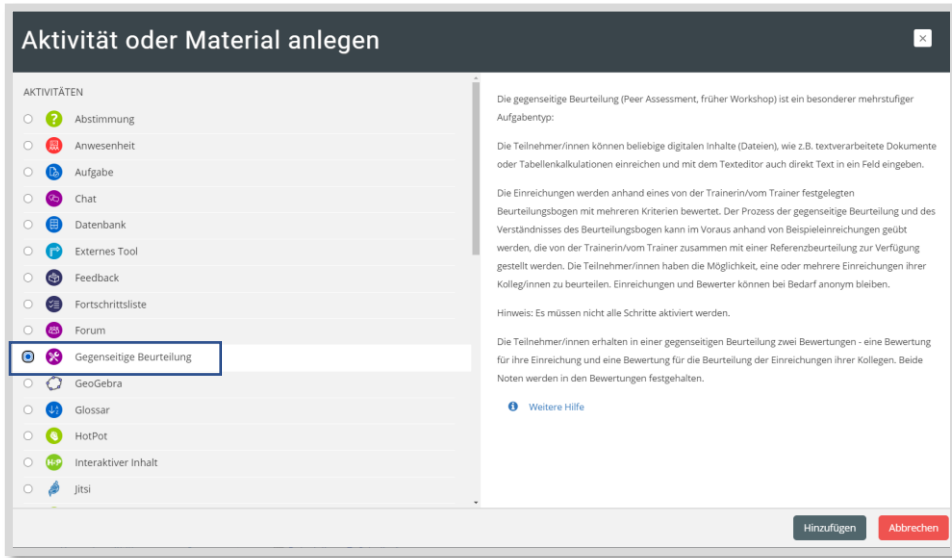 Aktivität oder Material anlegen
AKTIVITÄTEN
Abstimmung
Anwesenheit
Aufgabe
Chat
Datenbank
Externes Tool
Feedback
Fortschrittsliste
Forum
Gegenseitige Beurteilung
GeoGebra
Glossar
HotPot
Interaktiver Inhalt
Jitsi
Die gegenseitige Beurteilung (Peer Assessment, früher Workshop) ist ein besonderer mehrstufiger
Aufgabentyp:
Die Teilnehmer/innen können beliebige digitalen Inhalte (Dateien), wie z.B. textverarbeitete Dokumente
oder Tabellenkalkulationen einreichen und mit dem Texteditor auch direkt Text in ein Feld eingeben.
Die Einreichungen werden anhand eines von der Trainerin/vom Trainer festgelegten
Beurteilungsbogen mit mehreren Kriterien bewertet. Der Prozess der gegenseitige Beurteilung und des
Verständnisses des Beurteilungsbogen kann im Voraus anhand von Beispieleinreichungen geübt
werden, die von der Trainerin/vom Trainer zusammen mit einer Referenzbeurteilung zur Verfügung
gestellt werden. Die Teilnehmer/innen haben die Möglichkeit, eine oder mehrere Einreichungen ihrer
Kolleg/innen zu beurteilen. Einreichungen und Bewerter können bei Bedarf anonym bleiben.
Hinweis: Es müssen nicht alle Schritte aktiviert werden.
Die Teilnehmer/innen erhalten in einer gegenseitigen Beurteilung zwei Bewertungen - eine Bewertung
für ihre Einreichung und eine Bewertung für die Beurteilung der Einreichungen ihrer Kollegen. Beide
Noten werden in den Bewertungen festgehalten.
Weitere Hilfe
Hinzufügen
Abbrechen